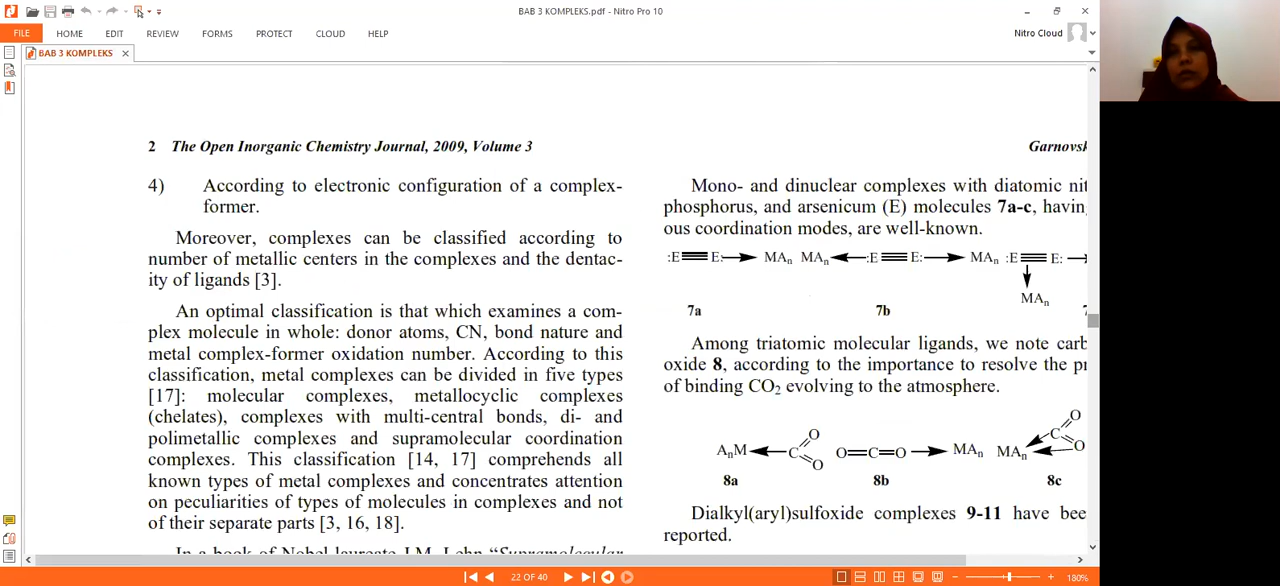 BAB 3 KOMPLEKS.pdf - Nitro Pro 10
FILE HOME EDIT REVIEW FORMS PROTECT CLOUD HELP
Nitro Cloud
BAB 3 KOMPLEKS
2 The Open Inorganic Chemistry Journal, 2009, Volume 3
Garnovsk
4) According to electronic configuration of a complex-
former.
Moreover, complexes can be classified according to
number of metallic centers in the complexes and the dentac-
ity of ligands [3].
An optimal classification is that which examines a com-
plex molecule in whole: donor atoms, CN, bond nature and
metal complex-former oxidation number. According to this
classification, metal complexes can be divided in five types
[17]: molecular complexes, metallocyclic complexes
(chelates), complexes with multi-central bonds, di- and
polimetallic complexes and supramolecular coordination
complexes. This classification [14, 17] comprehends all
known types of metal complexes and concentrates attention
on peculiarities of types of molecules in complexes and not
of their separate parts [3, 16, 18].
In a book of Nobel laureate J.M. Lehn "Supramolecular
Mono- and dinuclear complexes with diatomic nit
phosphorus, and arsenicum (E) molecules 7a-c, having
ous coordination modes, are well-known.
:E≡E: → MAn MAn ← :E≡E: → MAn :E≡E: →
MAn
7a 7b 7
Among triatomic molecular ligands, we note carb
oxide 8, according to the importance to resolve the pr
of binding CO2 evolving to the atmosphere.
O O
AnM ← C O=C=O → MAn MAn C
O O
8a 8b 8c
Dialkyl(aryl)sulfoxide complexes 9-11 have bee
reported.
22 OF 40
180%